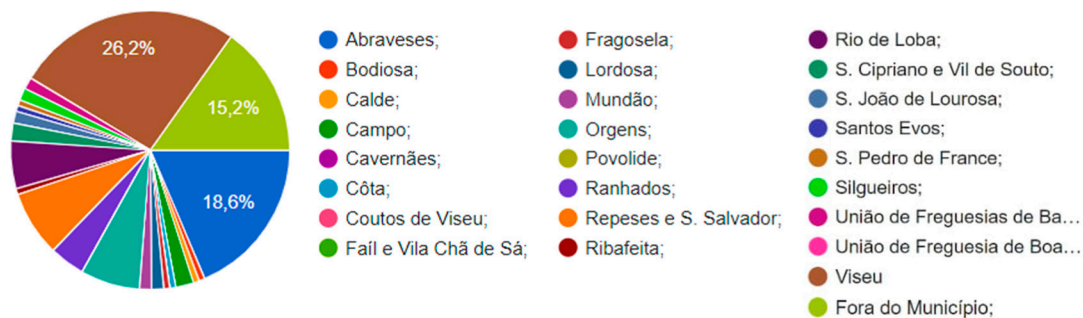 26,2%
15,2%
18,6%
Abraveses;
Bodiosa;
Calde;
Campo;
Cavernães;
Côta;
Coutos de Viseu;
Faíl e Vila Chã de Sá;
Fragosela;
Lordosa;
Mundão;
Orgens;
Povolide;
Ranhados;
Repeses e S. Salvador;
Ribafeita;
Rio de Loba;
S. Cipriano e Vil de Souto;
S. João de Lourosa;
Santos Evos;
S. Pedro de France;
Silgueiros;
União de Freguesias de Ba…
União de Freguesia de Boa…
Viseu
Fora do Município;